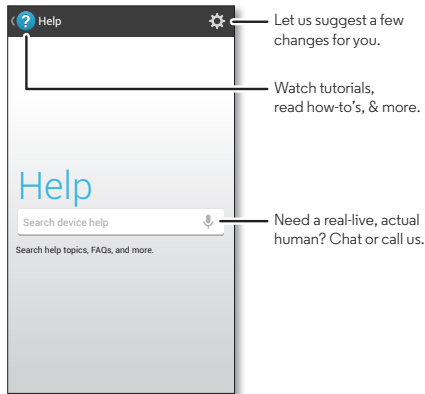 ? Help
Let us suggest a few
changes for you.
Watch tutorials,
read how-to's, & more.
Help
Search device help
Need a real-live, actual
human? Chat or call us.
Search help topics, FAQs, and more.